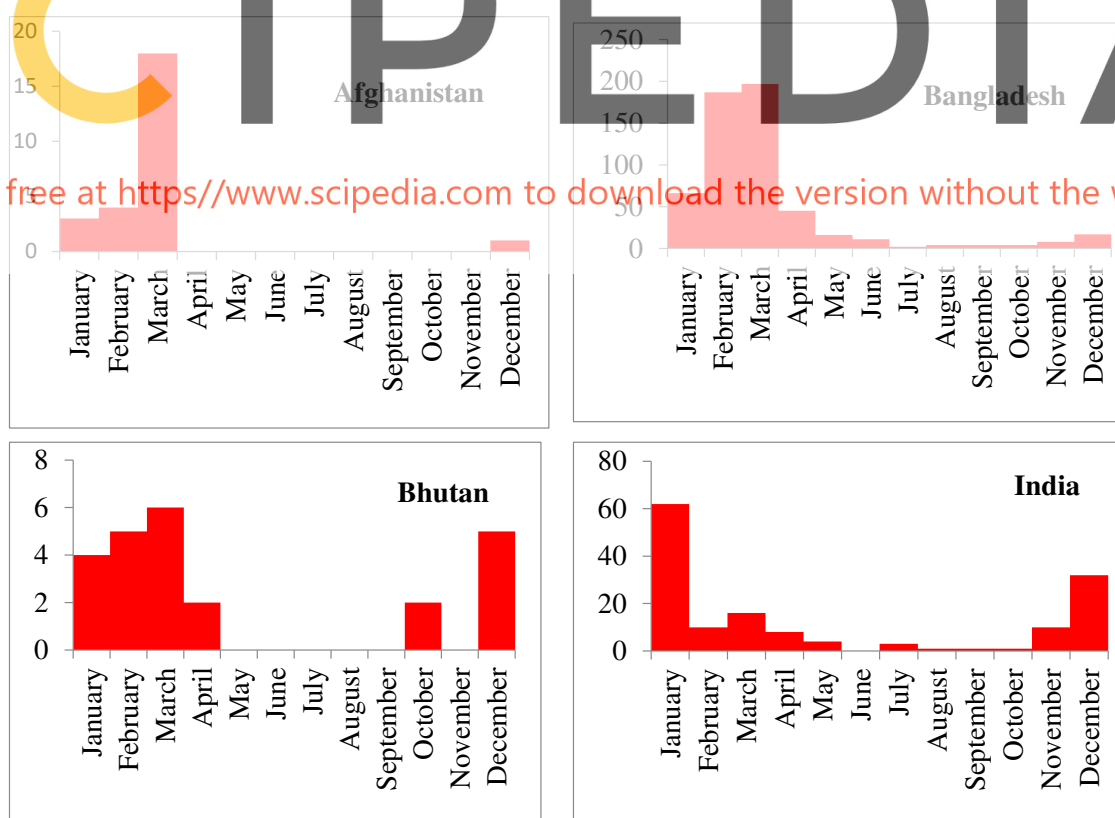 CIPEDIA
20
15
10
5
0
Afghanistan
January
February
March
April
May
June
July
August
September
October
November
December
250
200
150
100
50
0
Bangladesh
January
February
March
April
May
June
July
August
September
October
November
December
free at https//www.scipedia.com to download the version without the
8
6
4
2
0
Bhutan
January
February
March
April
May
June
July
August
September
October
November
December
80
60
40
20
0
India
January
February
March
April
May
June
July
August
September
October
November
December